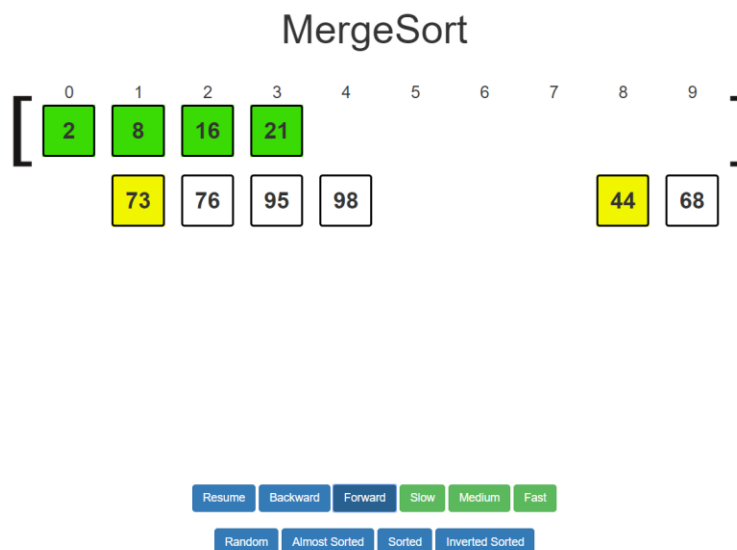 MergeSort
0 1 2 3 4 5 6 7 8 9
[ 2 8 16 21 ]
73 76 95 98 44 68
Resume Backward Forward Slow Medium Fast
Random Almost Sorted Sorted Inverted Sorted